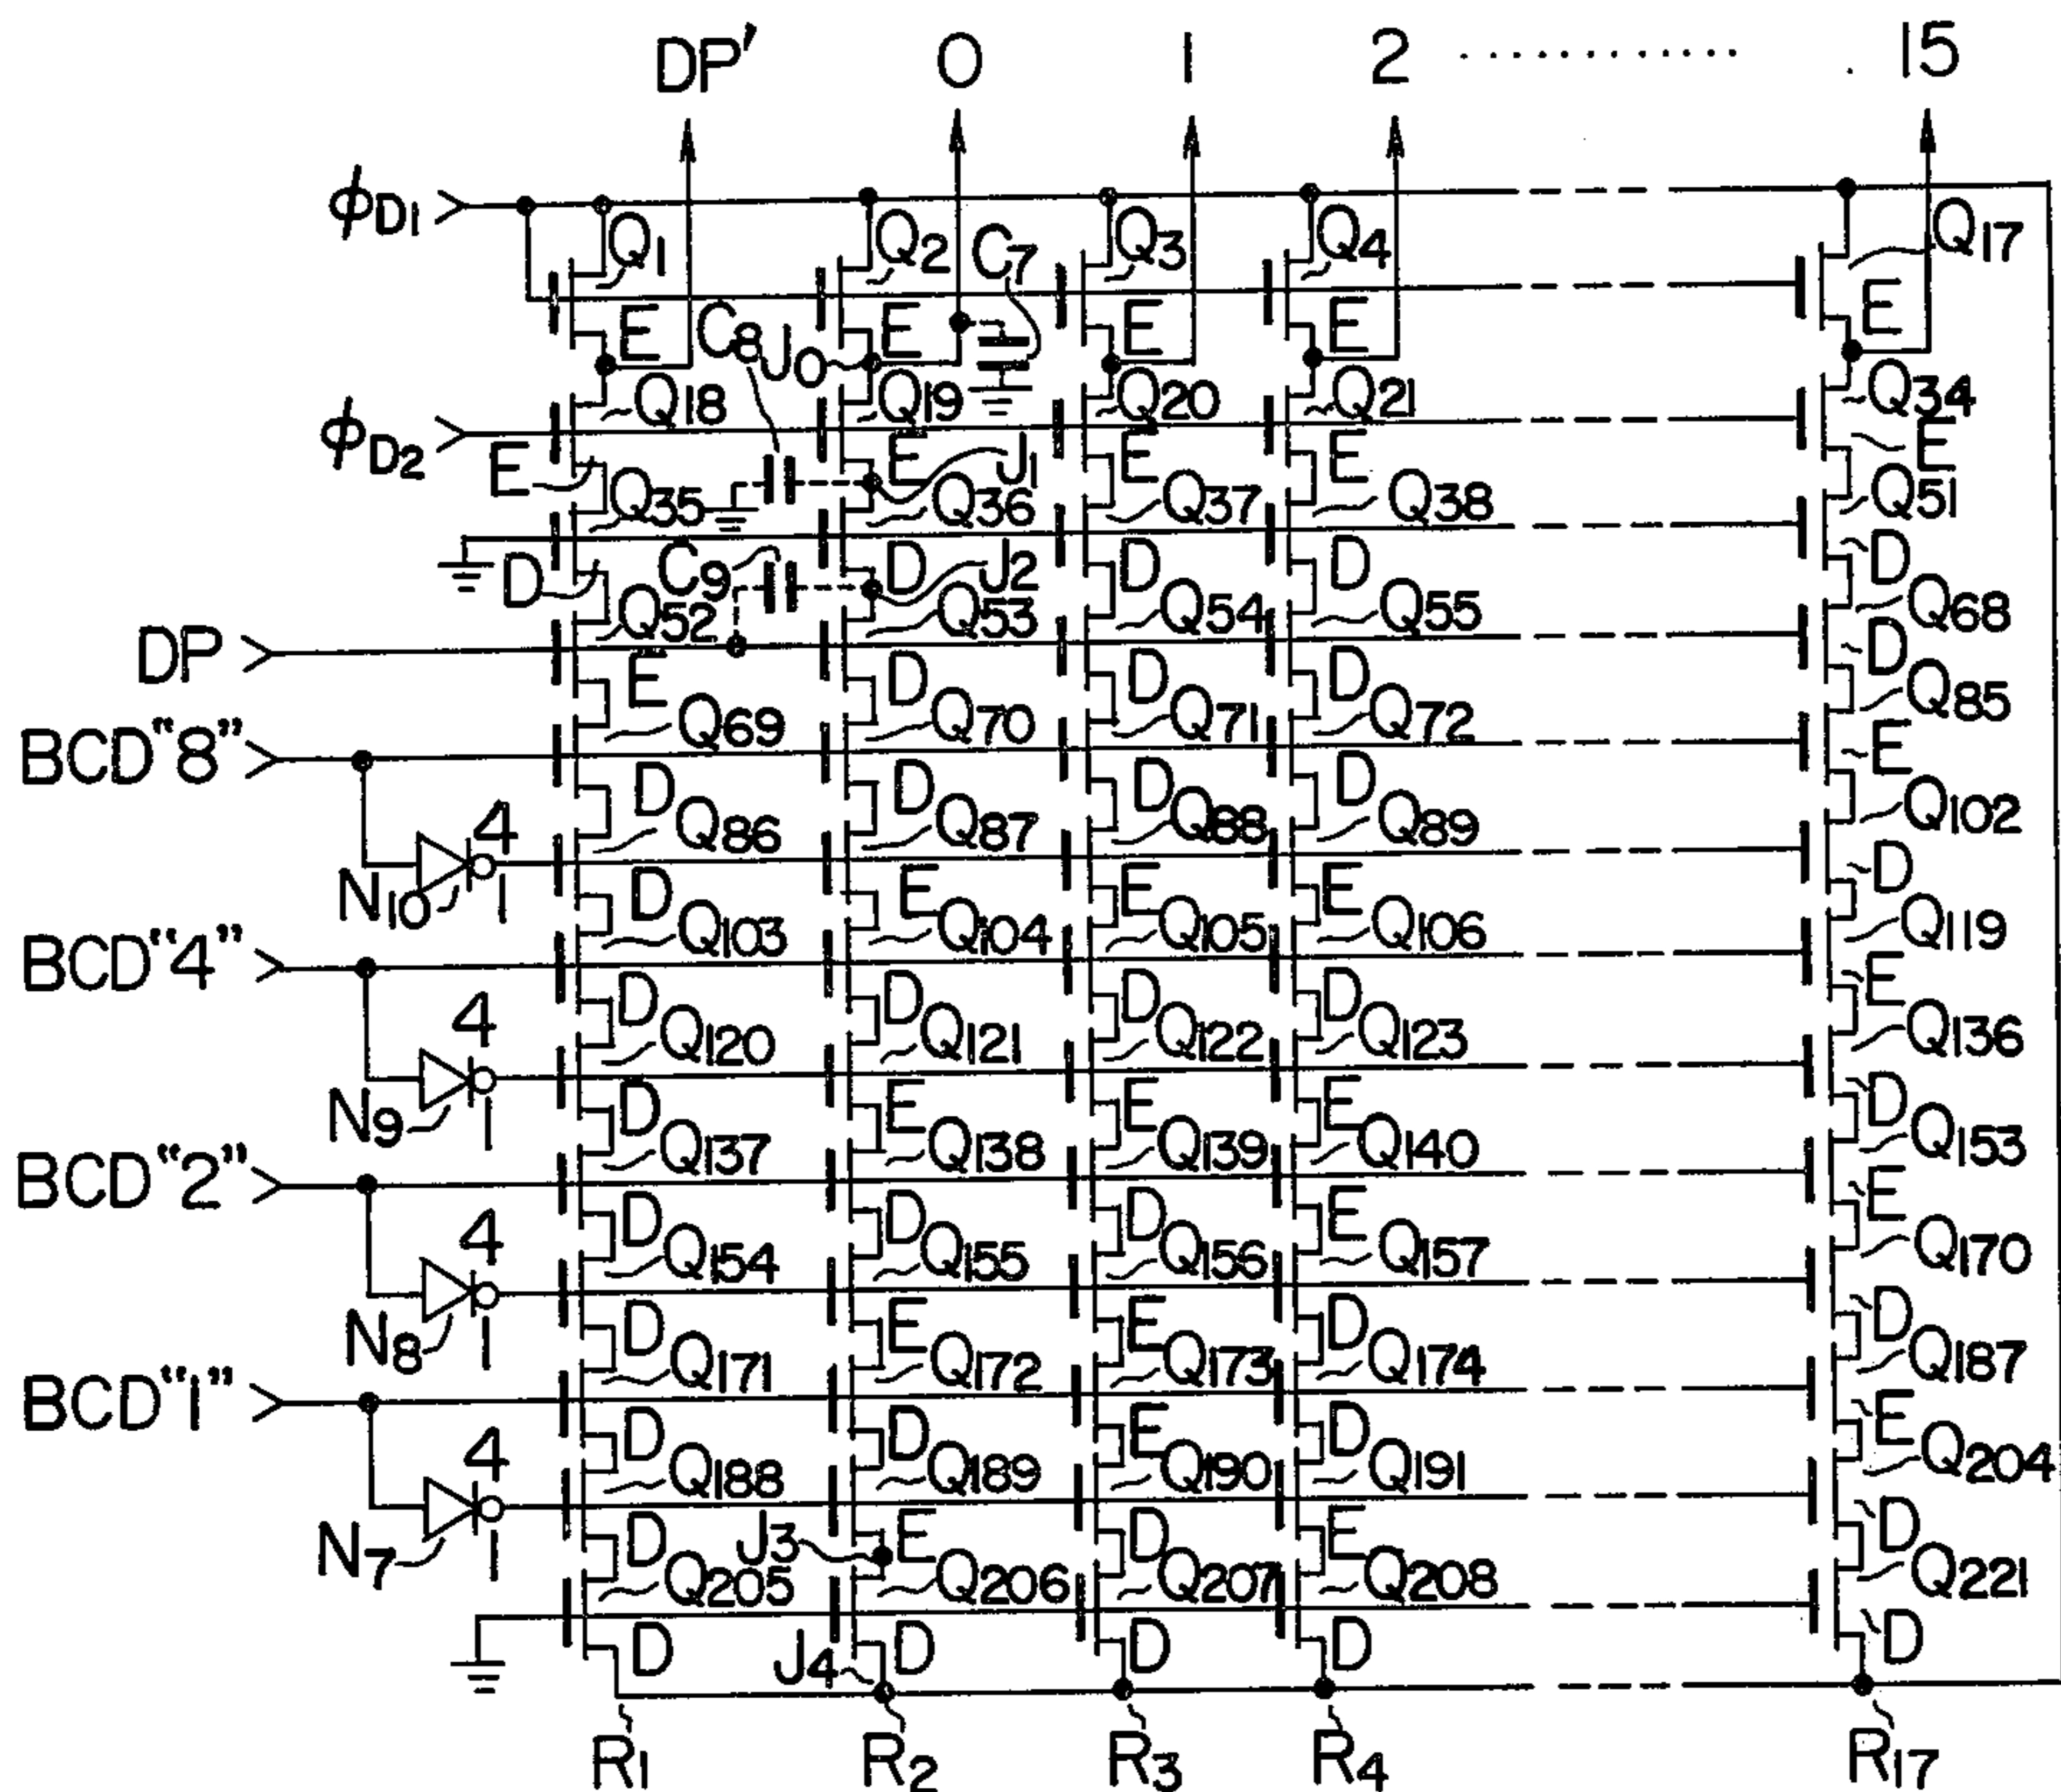 DP' 0 1 2 ............ 15
φD1
Q1 Q2 C7 Q3 Q4 Q17
E C8 J0 E E E E
Q18 Q19 Q20 Q21 Q34
φD2
E E J1 E E E
Q35 Q36 Q37 Q38 Q51
D C9 D J2 D D D
Q52 Q53 Q54 Q55 Q68
DP
E D D D D
Q69 Q70 Q71 Q72 Q85
BCD“8”
D D D D E
Q86 Q87 Q88 Q89 Q102
4
N10 1
D E E E D
Q103 Q104 Q105 Q106 Q119
BCD“4”
D D D D E
4 Q120 Q121 Q122 Q123 Q136
N9 1
D E E E D
Q137 Q138 Q139 Q140 Q153
BCD“2”
D D D E E
4 Q154 Q155 Q156 Q157 Q170
N8 1
D E E D D
Q171 Q172 Q173 Q174 Q187
BCD“1”
D D E D E
4 Q188 Q189 Q190 Q191 Q204
N7 1
D J3 E D E D
Q205 Q206 Q207 Q208 Q221
D J4 D D D D
R1 R2 R3 R4 R17